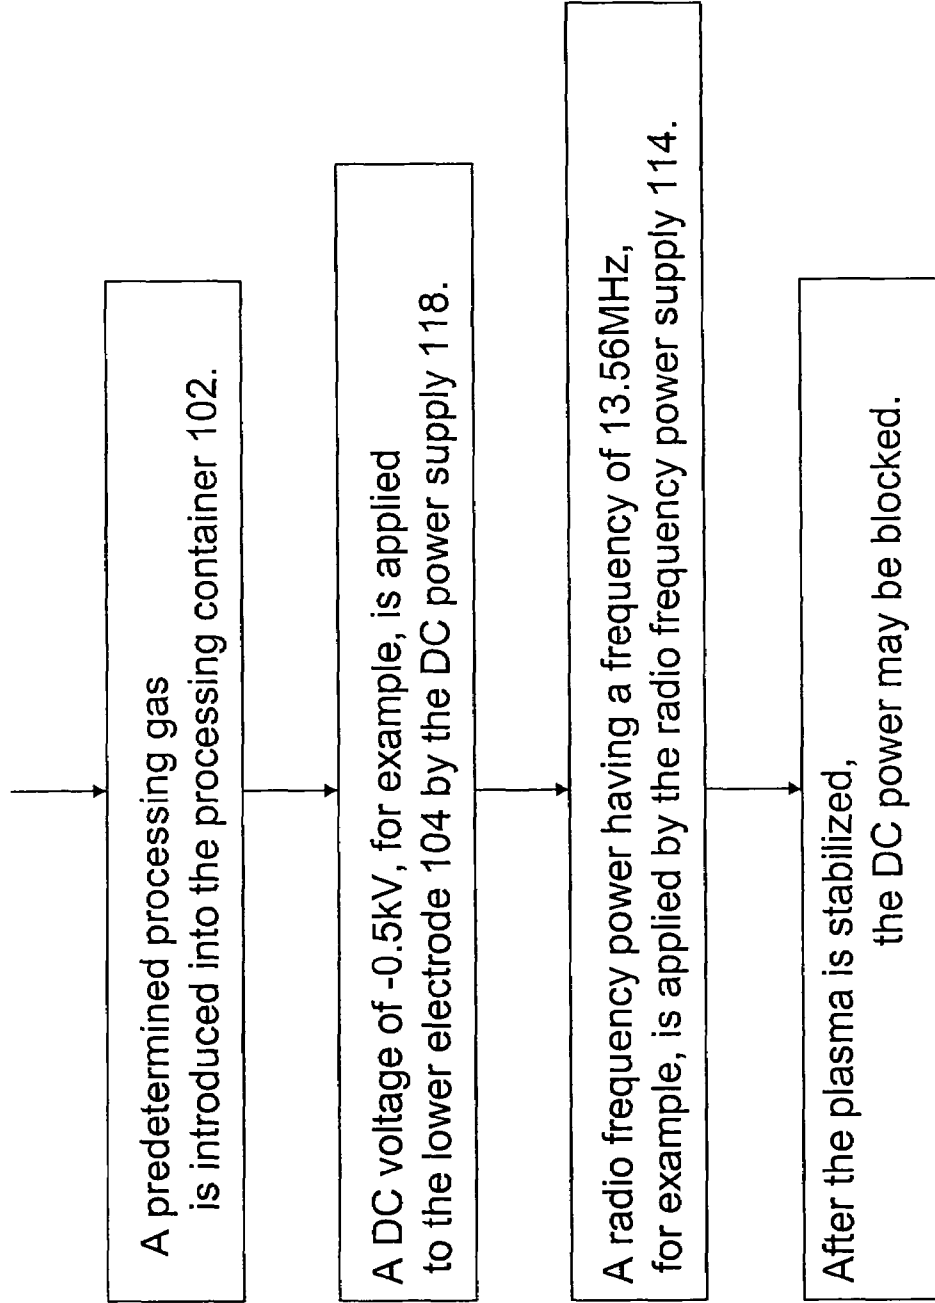 A predetermined processing gas
is introduced into the processing container 102.
A DC voltage of -0.5kV, for example, is applied
to the lower electrode 104 by the DC power supply 118.
A radio frequency power having a frequency of 13.56MHz,
for example, is applied by the radio frequency power supply 114.
After the plasma is stabilized,
the DC power may be blocked.